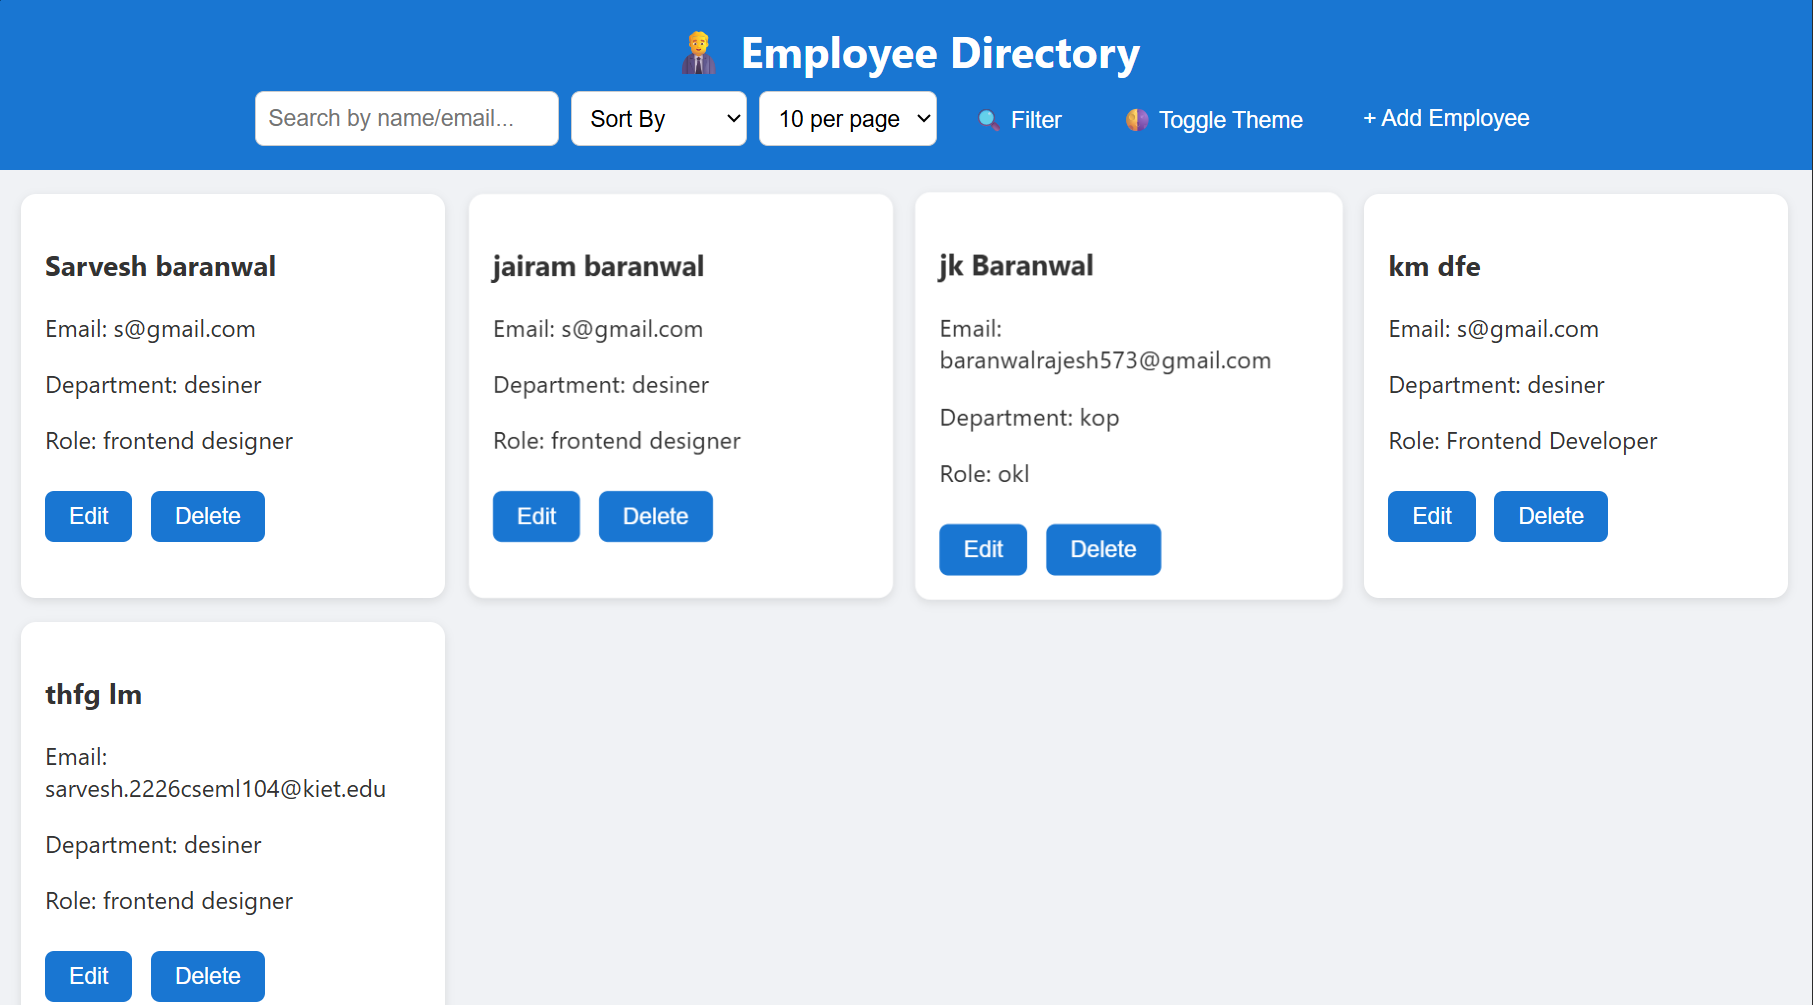 Employee Directory
Search by name/email...
Sort By
10 per page
Filter
Toggle Theme
+ Add Employee
Sarvesh baranwal
Email: s@gmail.com
Department: desiner
Role: frontend designer
Edit
Delete
jairam baranwal
Email: s@gmail.com
Department: desiner
Role: frontend designer
Edit
Delete
jk Baranwal
Email:
baranwalrajesh573@gmail.com
Department: kop
Role: okl
Edit
Delete
km dfe
Email: s@gmail.com
Department: desiner
Role: Frontend Developer
Edit
Delete
thfg lm
Email:
sarvesh.2226cseml104@kiet.edu
Department: desiner
Role: frontend designer
Edit
Delete